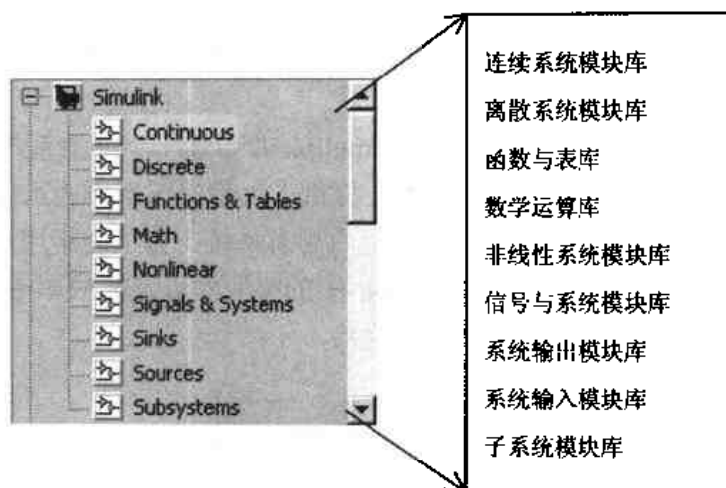 Simulink
Continuous
Discrete
Functions & Tables
Math
Nonlinear
Signals & Systems
Sinks
Sources
Subsystems
连续系统模块库
离散系统模块库
函数与表库
数学运算库
非线性系统模块库
信号与系统模块库
系统输出模块库
系统输入模块库
子系统模块库